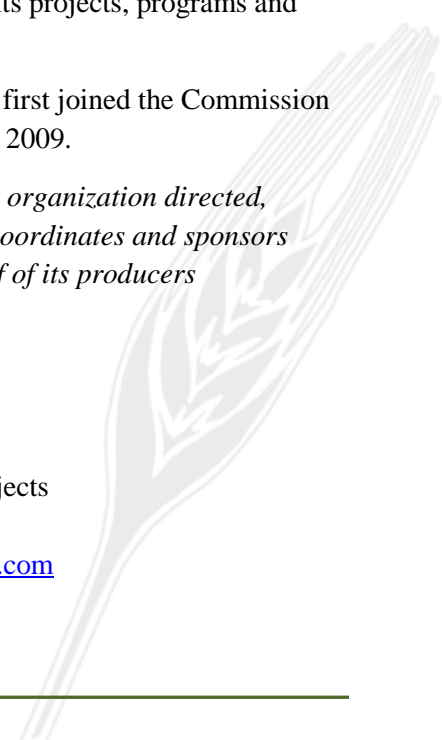 its projects, programs and
first joined the Commission
2009.
organization directed,
coordinates and sponsors
of its producers
jects
.com